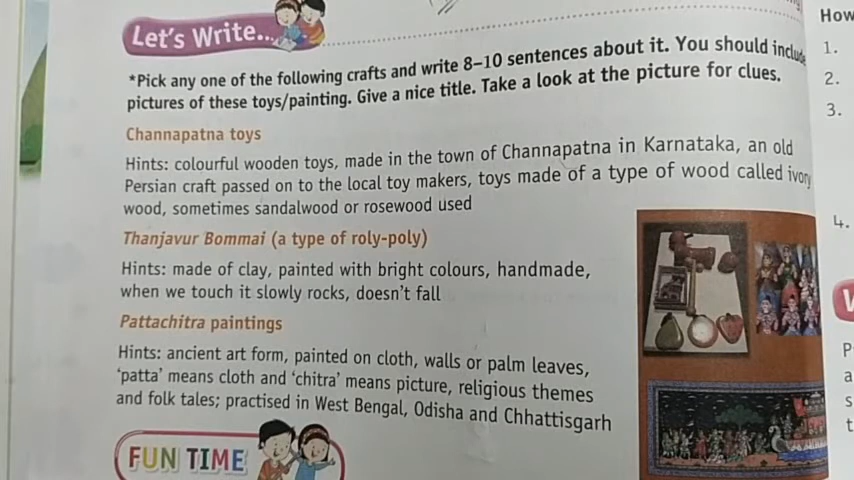 Let's Write...
*Pick any one of the following crafts and write 8–10 sentences about it. You should include
pictures of these toys/painting. Give a nice title. Take a look at the picture for clues.
Channapatna toys
Hints: colourful wooden toys, made in the town of Channapatna in Karnataka, an old
Persian craft passed on to the local toy makers, toys made of a type of wood called ivory
wood, sometimes sandalwood or rosewood used
Thanjavur Bommai (a type of roly-poly)
Hints: made of clay, painted with bright colours, handmade,
when we touch it slowly rocks, doesn't fall
Pattachitra paintings
Hints: ancient art form, painted on cloth, walls or palm leaves,
'patta' means cloth and 'chitra' means picture, religious themes
and folk tales; practised in West Bengal, Odisha and Chhattisgarh
FUN TIME
How
1.
2.
3.
4.